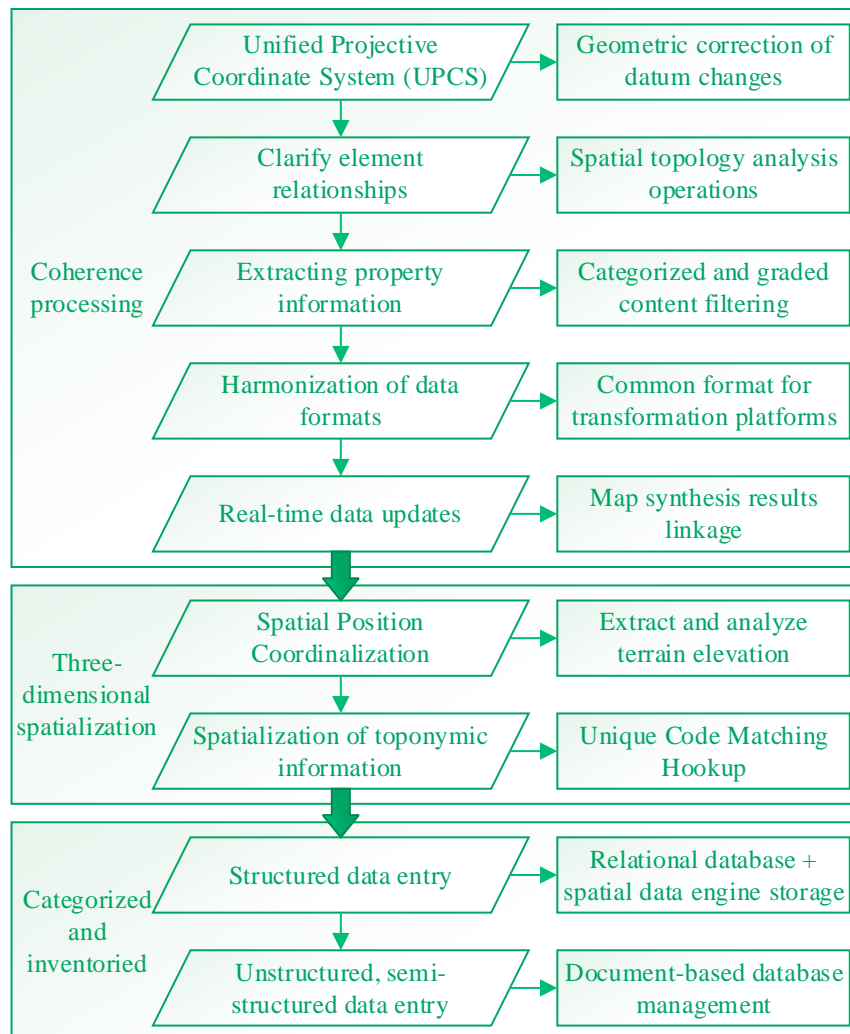 Unified Projective
Coordinate System (UPCS)
Geometric correction of
datum changes
Clarify element
relationships
Spatial topology analysis
operations
Coherence
processing
Extracting property
information
Categorized and graded
content filtering
Harmonization of data
formats
Common format for
transformation platforms
Real-time data updates
Map synthesis results
linkage
Three-
dimensional
spatialization
Spatial Position
Coordinalization
Extract and analyze
terrain elevation
Spatialization of toponymic
information
Unique Code Matching
Hookup
Categorized
and
inventoried
Structured data entry
Relational database +
spatial data engine storage
Unstructured, semi-
structured data entry
Document-based database
management